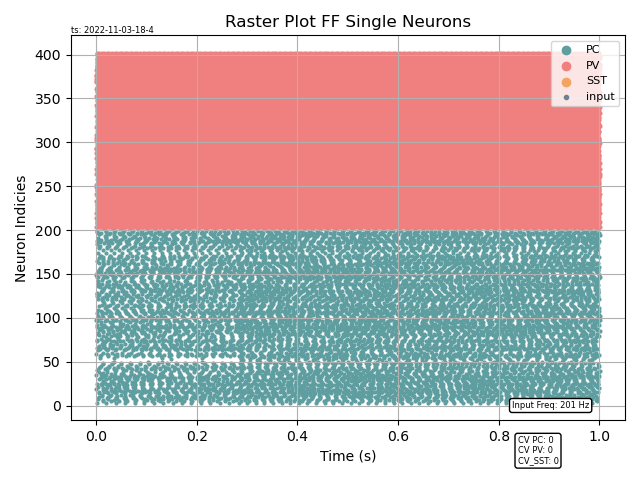 Raster Plot FF Single Neurons
ts: 2022-11-03-18-4
PC
PV
SST
input
400
350
300
250
200
150
100
50
0
Neuron Indicies
Input Freq: 201 Hz
0.0 0.2 0.4 0.6 0.8 1.0
Time (s)
CV PC: 0
CV PV: 0
CV_SST: 0